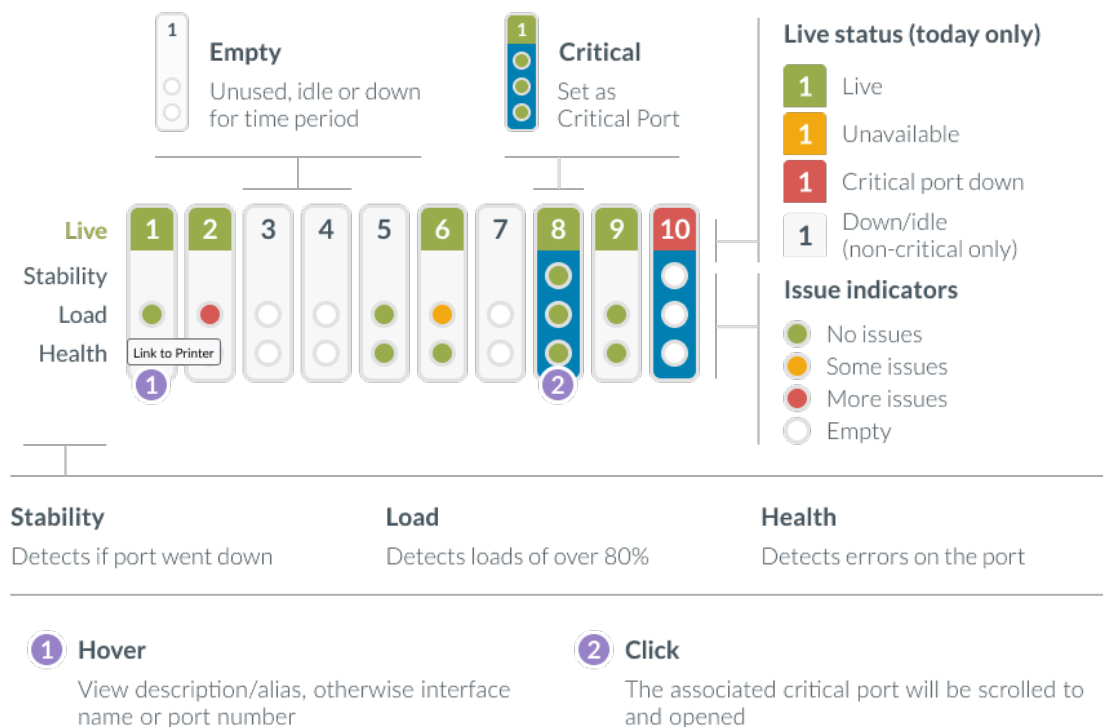 1
Empty
Unused, idle or down
for time period
1
Critical
Set as
Critical Port
Live status (today only)
1 Live
1 Unavailable
1 Critical port down
1 Down/idle
(non-critical only)
Issue indicators
No issues
Some issues
More issues
Empty
Live 1 2 3 4 5 6 7 8 9 10
Stability
Load
Health Link to Printer
1 2
Stability
Detects if port went down
Load
Detects loads of over 80%
Health
Detects errors on the port
1 Hover
View description/alias, otherwise interface
name or port number
2 Click
The associated critical port will be scrolled to
and opened